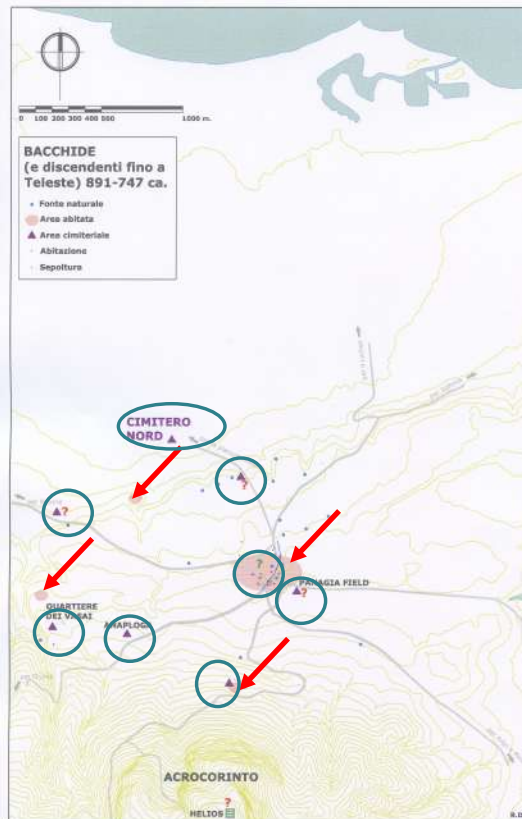 0 100 200 300 400 500 1000 m.
BACCHIDE
(e discendenti fino a
Teleste) 891-747 ca.
Fonte naturale
Area abitata
Area cimiteriale
Abitazione
Sepoltura
CIMITERO
NORD
?
?
?
PANAGIA FIELD
?
QUARTIERE
DEI VASAI
ANAPLOGA
ACROCORINTO
?
HELIOS